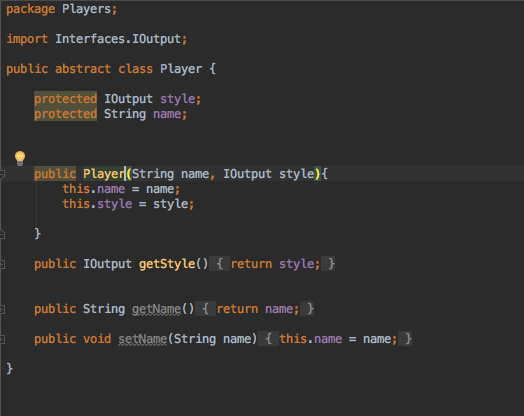 package Players;
import Interfaces.IOutput;
public abstract class Player {
protected IOutput style;
protected String name;
public Player(String name, IOutput style){
this.name = name;
this.style = style;
}
public IOutput getStyle() { return style; }
public String getName() { return name; }
public void setName(String name) { this.name = name; }
}